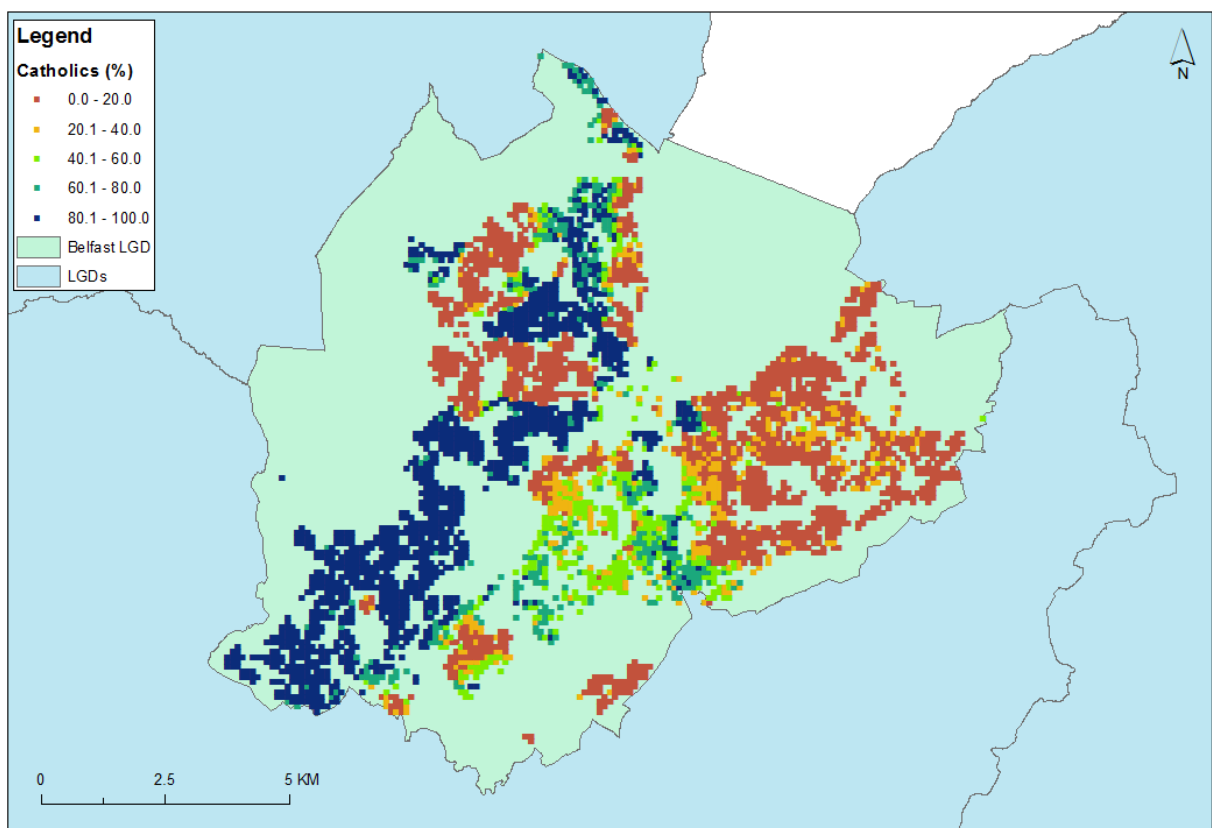 Legend
Catholics (%)
0.0 - 20.0
20.1 - 40.0
40.1 - 60.0
60.1 - 80.0
80.1 - 100.0
Belfast LGD
LGDs
N
0 2.5 5 KM